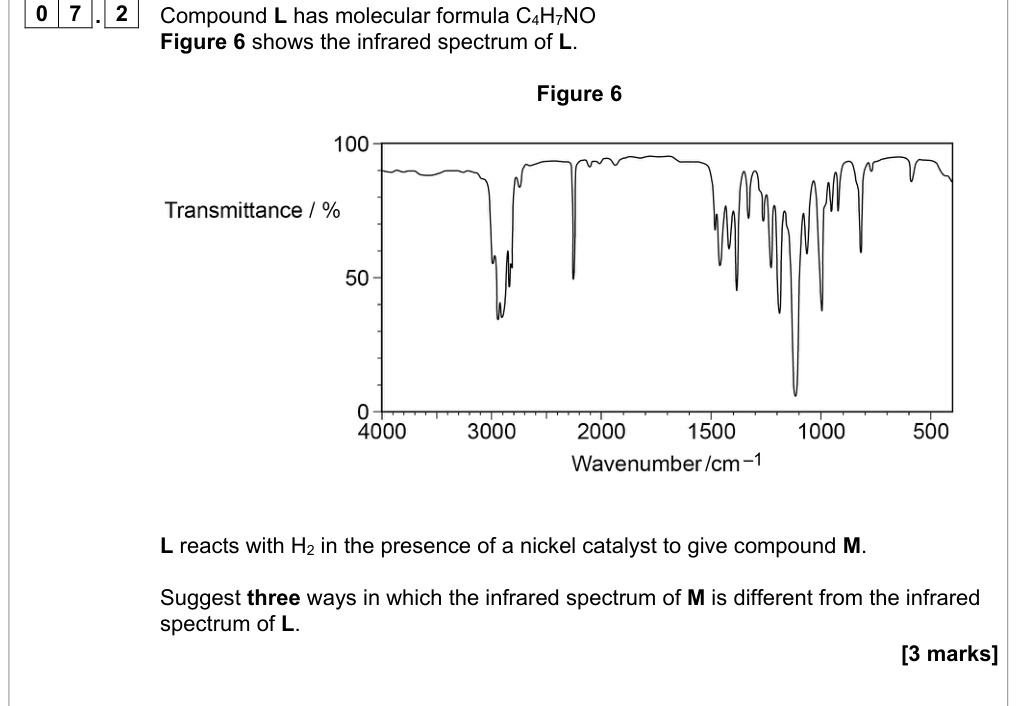 0 7 . 2 Compound L has molecular formula C₄H₇NO
Figure 6 shows the infrared spectrum of L.
Figure 6
100
Transmittance / %
50
0
4000 3000 2000 1500 1000 500
Wavenumber/cm⁻¹
L reacts with H₂ in the presence of a nickel catalyst to give compound M.
Suggest three ways in which the infrared spectrum of M is different from the infrared
spectrum of L.
[3 marks]